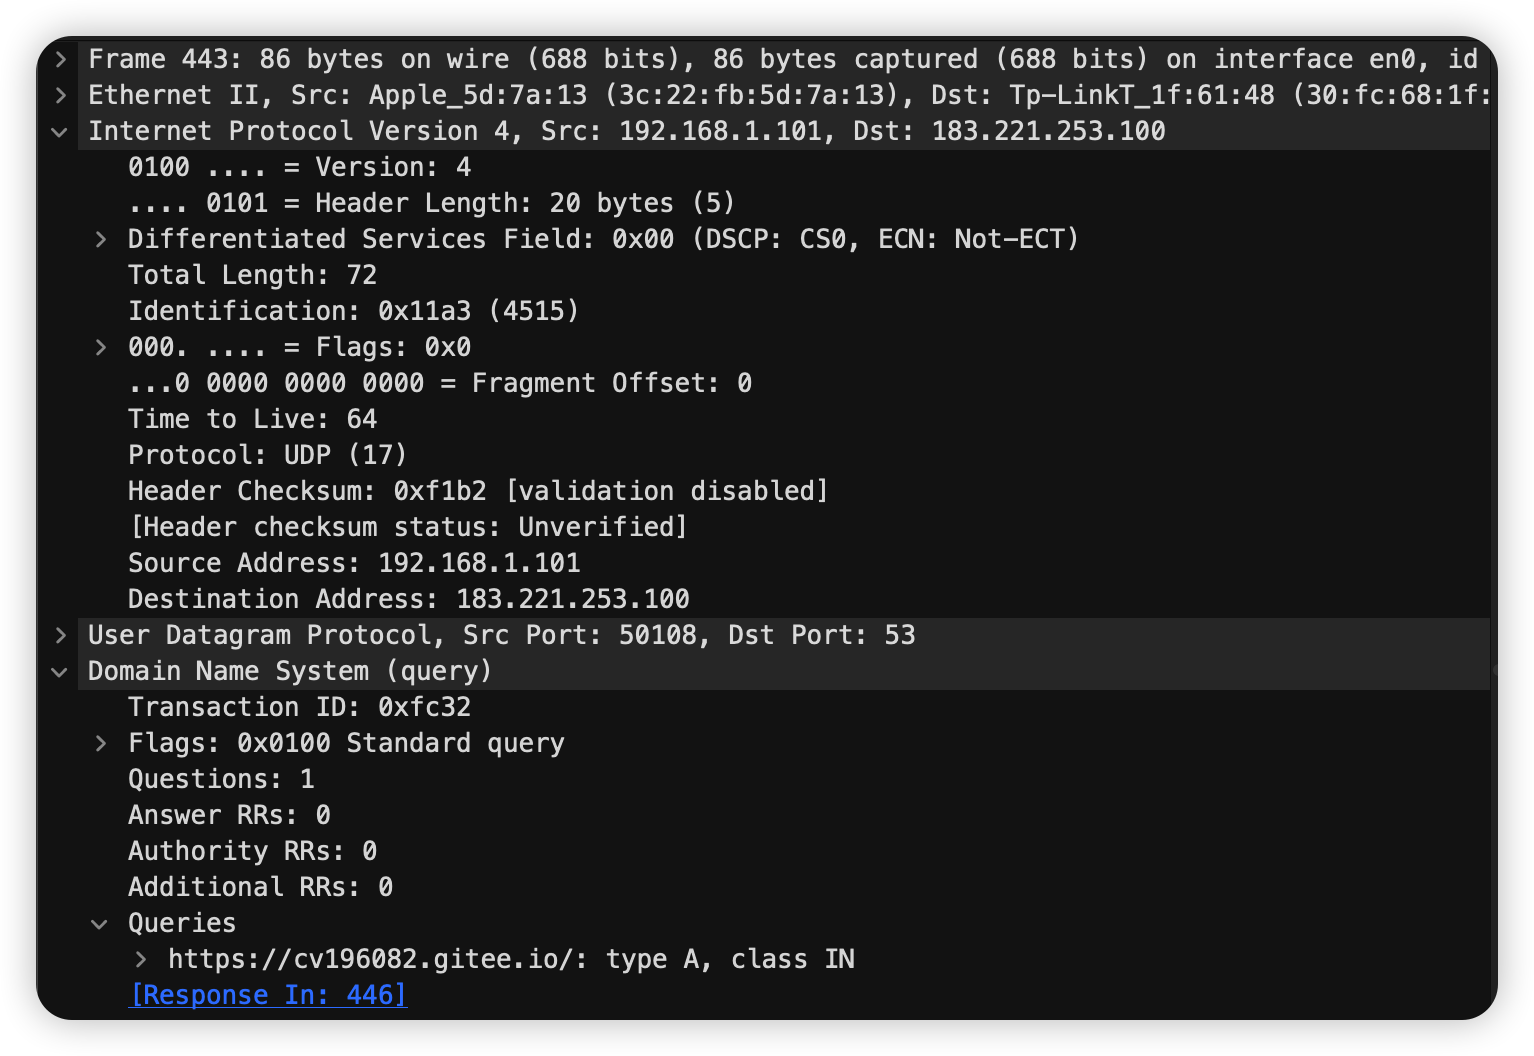 Frame 443: 86 bytes on wire (688 bits), 86 bytes captured (688 bits) on interface en0, id
Ethernet II, Src: Apple_5d:7a:13 (3c:22:fb:5d:7a:13), Dst: Tp-LinkT_1f:61:48 (30:fc:68:1f:
Internet Protocol Version 4, Src: 192.168.1.101, Dst: 183.221.253.100
0100 .... = Version: 4
.... 0101 = Header Length: 20 bytes (5)
Differentiated Services Field: 0x00 (DSCP: CS0, ECN: Not-ECT)
Total Length: 72
Identification: 0x11a3 (4515)
000. .... = Flags: 0x0
...0 0000 0000 0000 = Fragment Offset: 0
Time to Live: 64
Protocol: UDP (17)
Header Checksum: 0xf1b2 [validation disabled]
[Header checksum status: Unverified]
Source Address: 192.168.1.101
Destination Address: 183.221.253.100
User Datagram Protocol, Src Port: 50108, Dst Port: 53
Domain Name System (query)
Transaction ID: 0xfc32
Flags: 0x0100 Standard query
Questions: 1
Answer RRs: 0
Authority RRs: 0
Additional RRs: 0
Queries
https://cv196082.gitee.io/: type A, class IN
[Response In: 446]